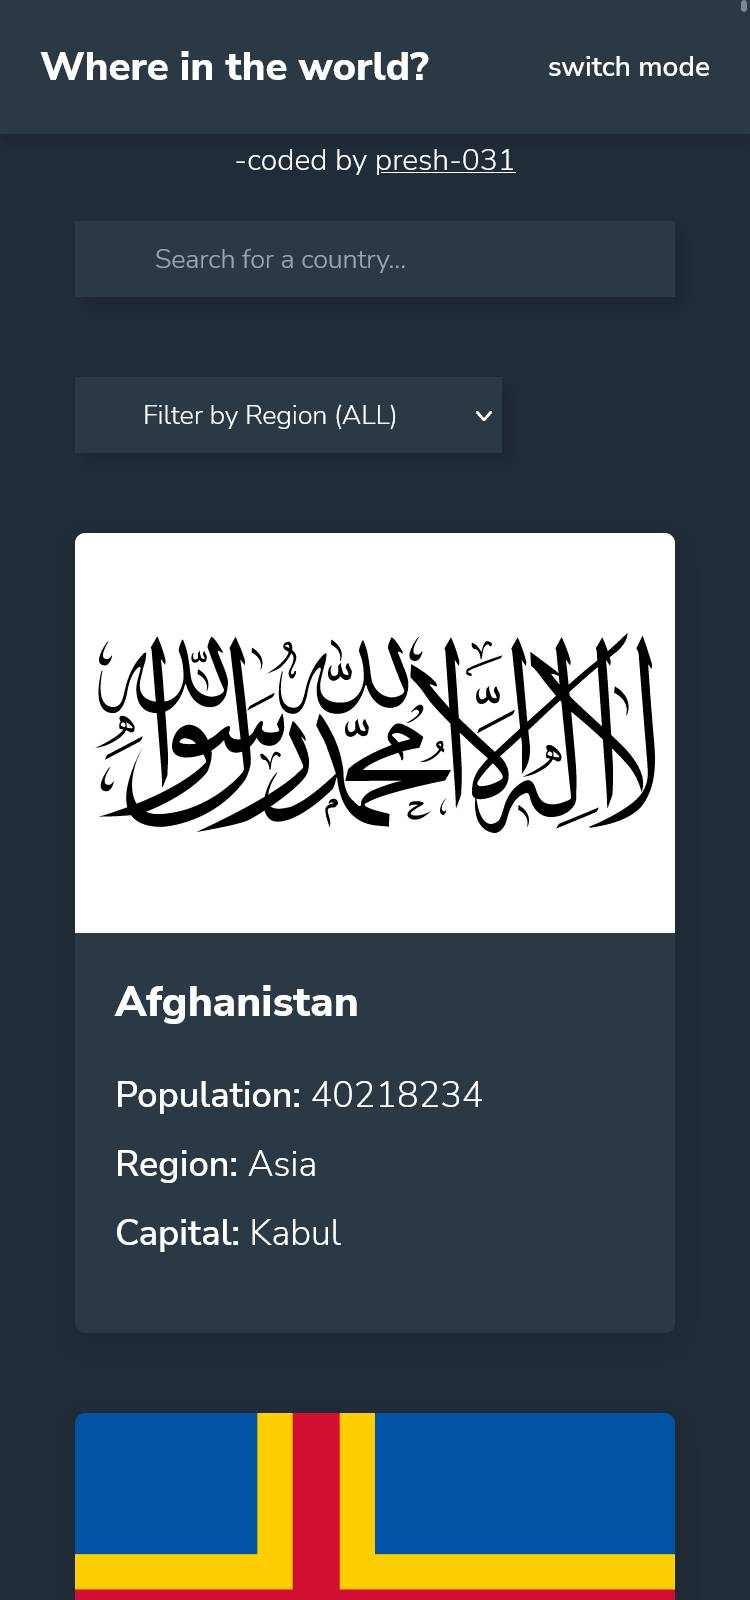 Where in the world?
switch mode
-coded by presh-031
Search for a country...
Filter by Region (ALL)
لا إله إلا الله محمد رسول الله
Afghanistan
Population: 40218234
Region: Asia
Capital: Kabul